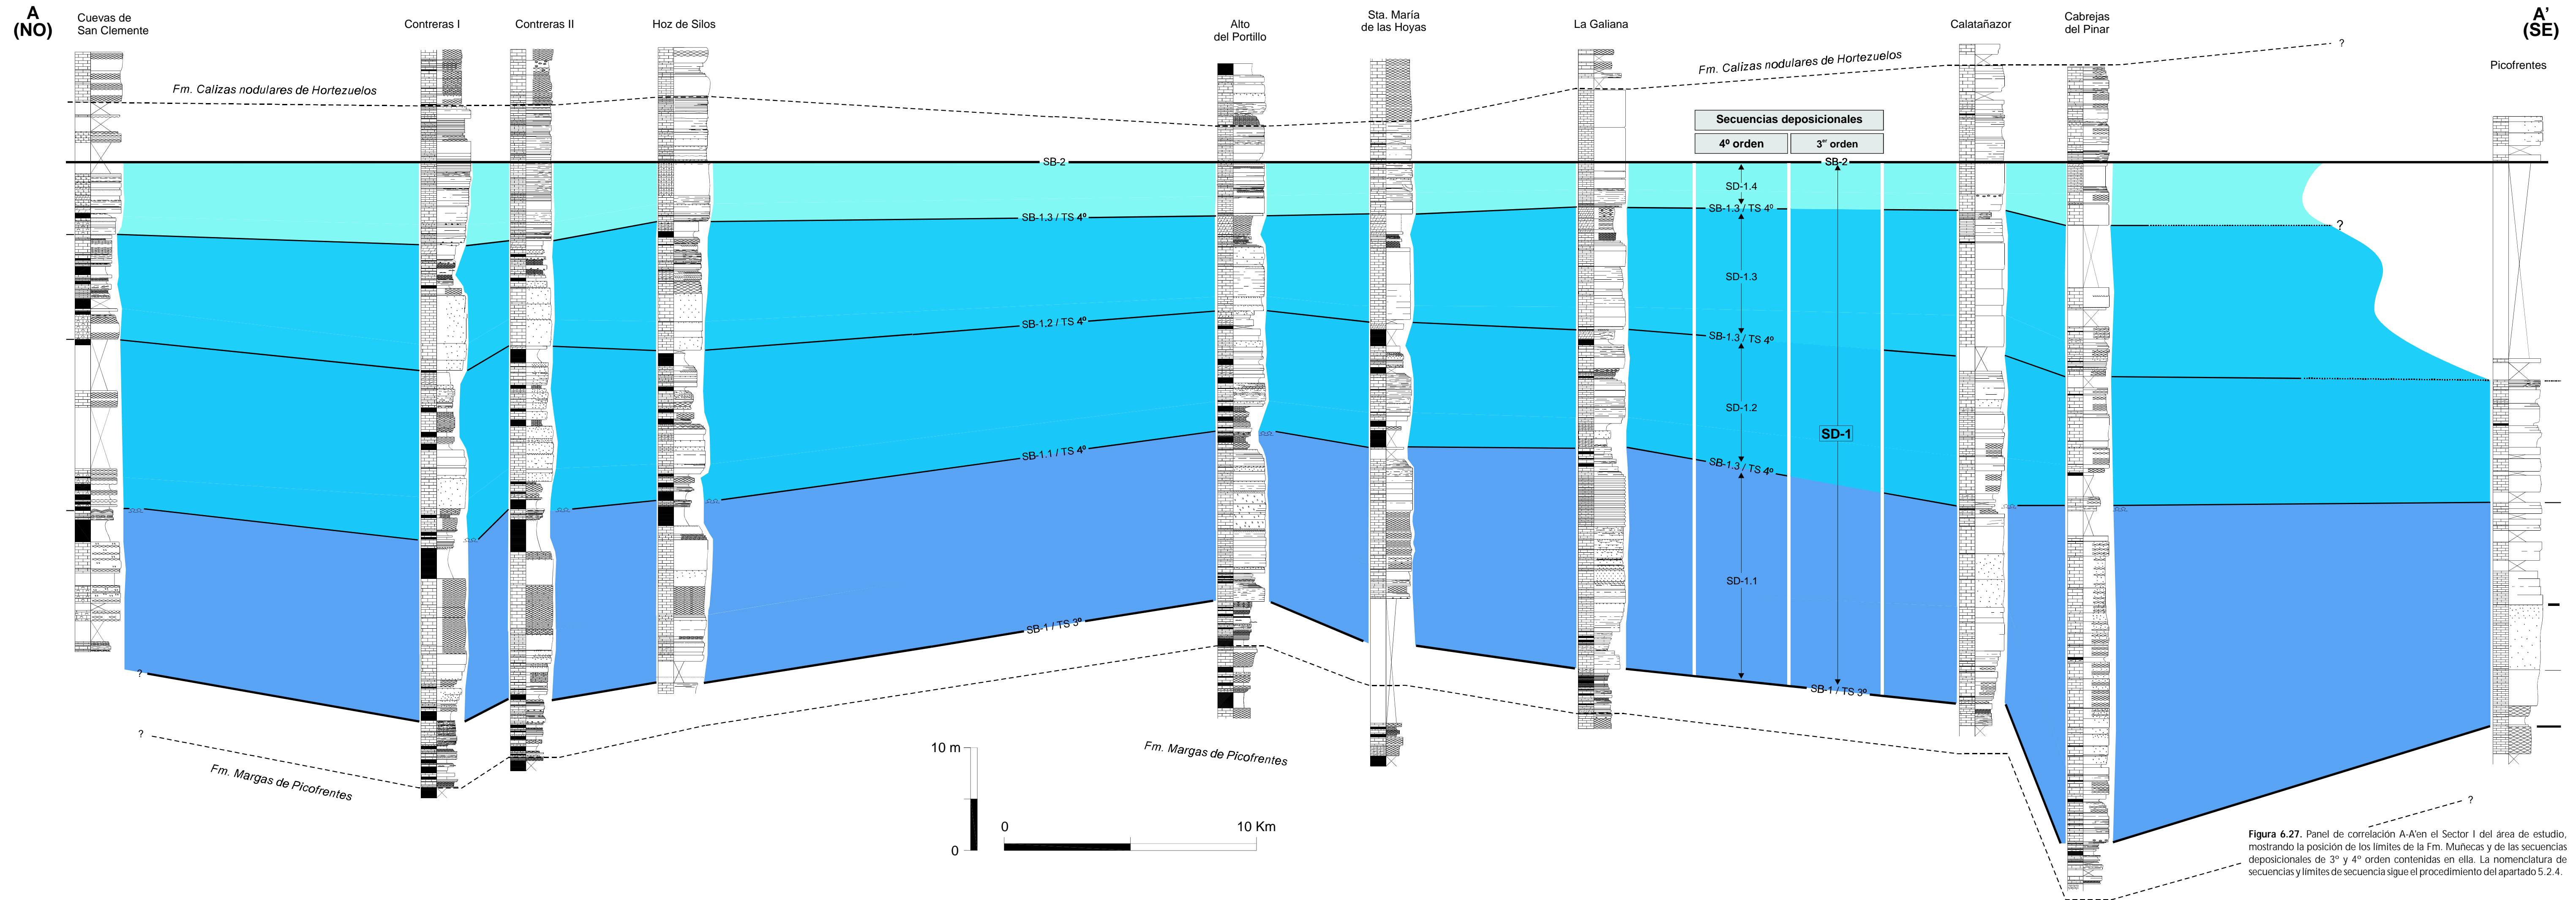 A
(NO)
Cuevas de
San Clemente
Contreras I
Contreras II
Hoz de Silos
Alto
del Portillo
Sta. María
de las Hoyas
La Galiana
Calatañazor
Cabrejas
del Pinar
A'
(SE)
Picofrentes
?
Fm. Calizas nodulares de Hortezuelos
Fm. Calizas nodulares de Hortezuelos
Secuencias deposicionales
4º orden
3er orden
SB-2
SB-2
SD-1.4
SB-1.3 / TS 4º
SB-1.3 / TS 4º
?
SD-1.3
SB-1.2 / TS 4º
SB-1.3 / TS 4º
SD-1.2
SD-1
SB-1.1 / TS 4º
SB-1.3 / TS 4º
SD-1.1
SB-1 / TS 3º
SB-1 / TS 3º
?
?
Fm. Margas de Picofrentes
Fm. Margas de Picofrentes
10 m
0
0
10 Km
?
Figura 6.27. Panel de correlación A-A'en el Sector I del área de estudio,
mostrando la posición de los límites de la Fm. Muñecas y de las secuencias
deposicionales de 3º y 4º orden contenidas en ella. La nomenclatura de
secuencias y límites de secuencia sigue el procedimiento del apartado 5.2.4.